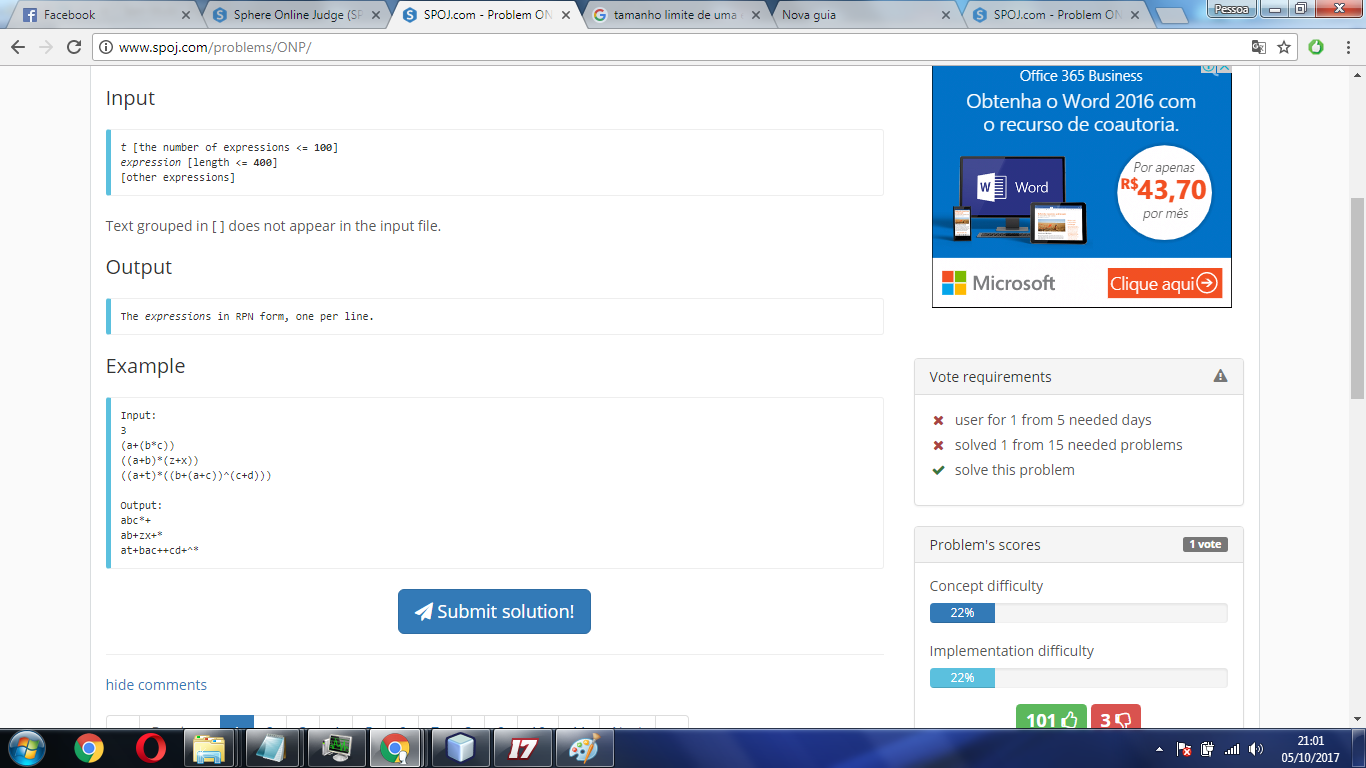 Facebook
Sphere Online Judge (SP
SPOJ.com - Problem ON
tamanho limite de uma
Nova guia
SPOJ.com - Problem ON
Pessoa
www.spoj.com/problems/ONP/
Input
t [the number of expressions <= 100]
expression [length <= 400]
[other expressions]
Text grouped in [ ] does not appear in the input file.
Output
The expressions in RPN form, one per line.
Example
Input:
3
(a+(b*c))
((a+b)*(z+x))
((a+t)*((b+(a+c))^(c+d)))
Output:
abc*+
ab+zx+*
at+bac++cd+^*
Submit solution!
hide comments
Office 365 Business
Obtenha o Word 2016 com
o recurso de coautoria.
W Word
Por apenas
R$43,70
por mês
Microsoft
Clique aqui
Vote requirements
user for 1 from 5 needed days
solved 1 from 15 needed problems
solve this problem
Problem's scores
1 vote
Concept difficulty
22%
Implementation difficulty
22%
101
3
17
21:01
05/10/2017